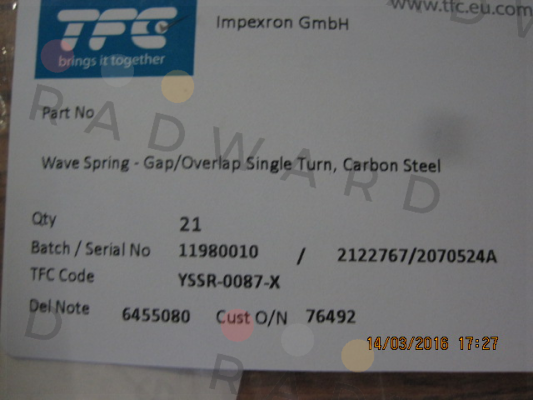 www.tfc.eu.com
TFC
Impexron GmbH
brings it together
Part No
RADWARD
Wave Spring - Gap/Overlap Single Turn, Carbon Steel
Qty 21
Batch / Serial No 11980010 / 2122767/2070524A
TFC Code YSSR-0087-X
Del Note 6455080 Cust O/N 76492
14/03/2016 17:27